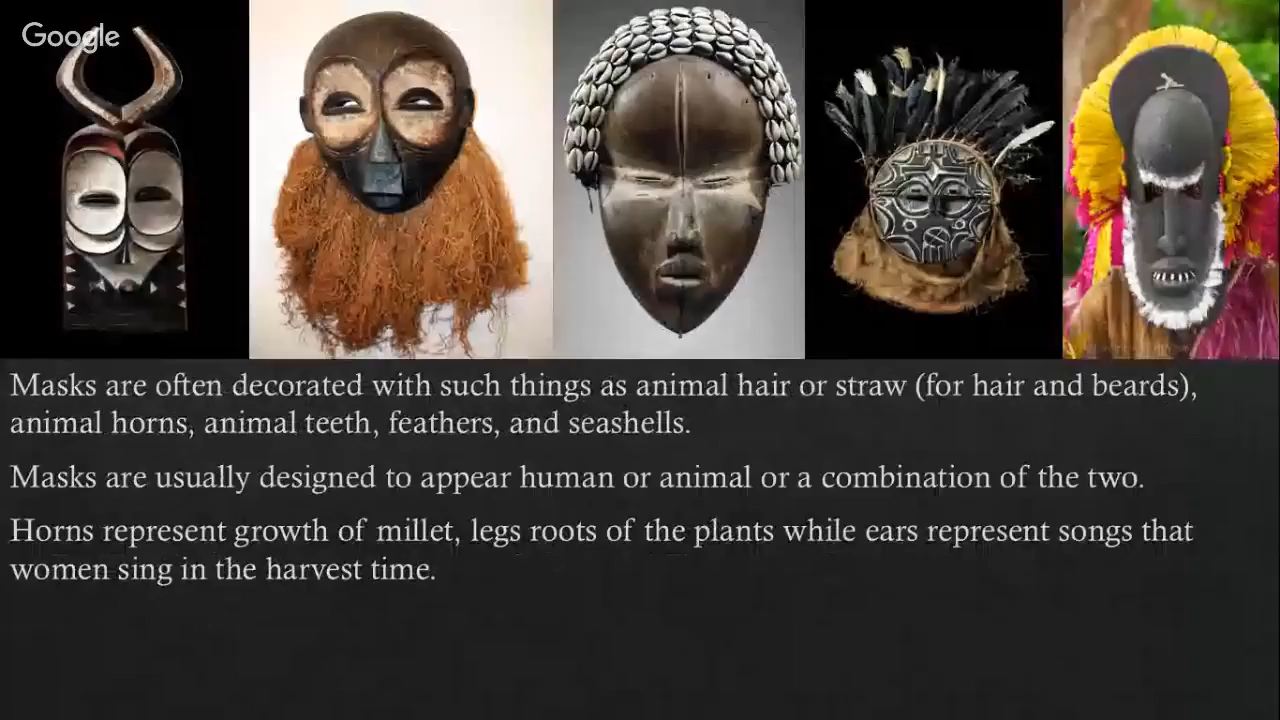 Google
Masks are often decorated with such things as animal hair or straw (for hair and beards),
animal horns, animal teeth, feathers, and seashells.
Masks are usually designed to appear human or animal or a combination of the two.
Horns represent growth of millet, legs roots of the plants while ears represent songs that
women sing in the harvest time.